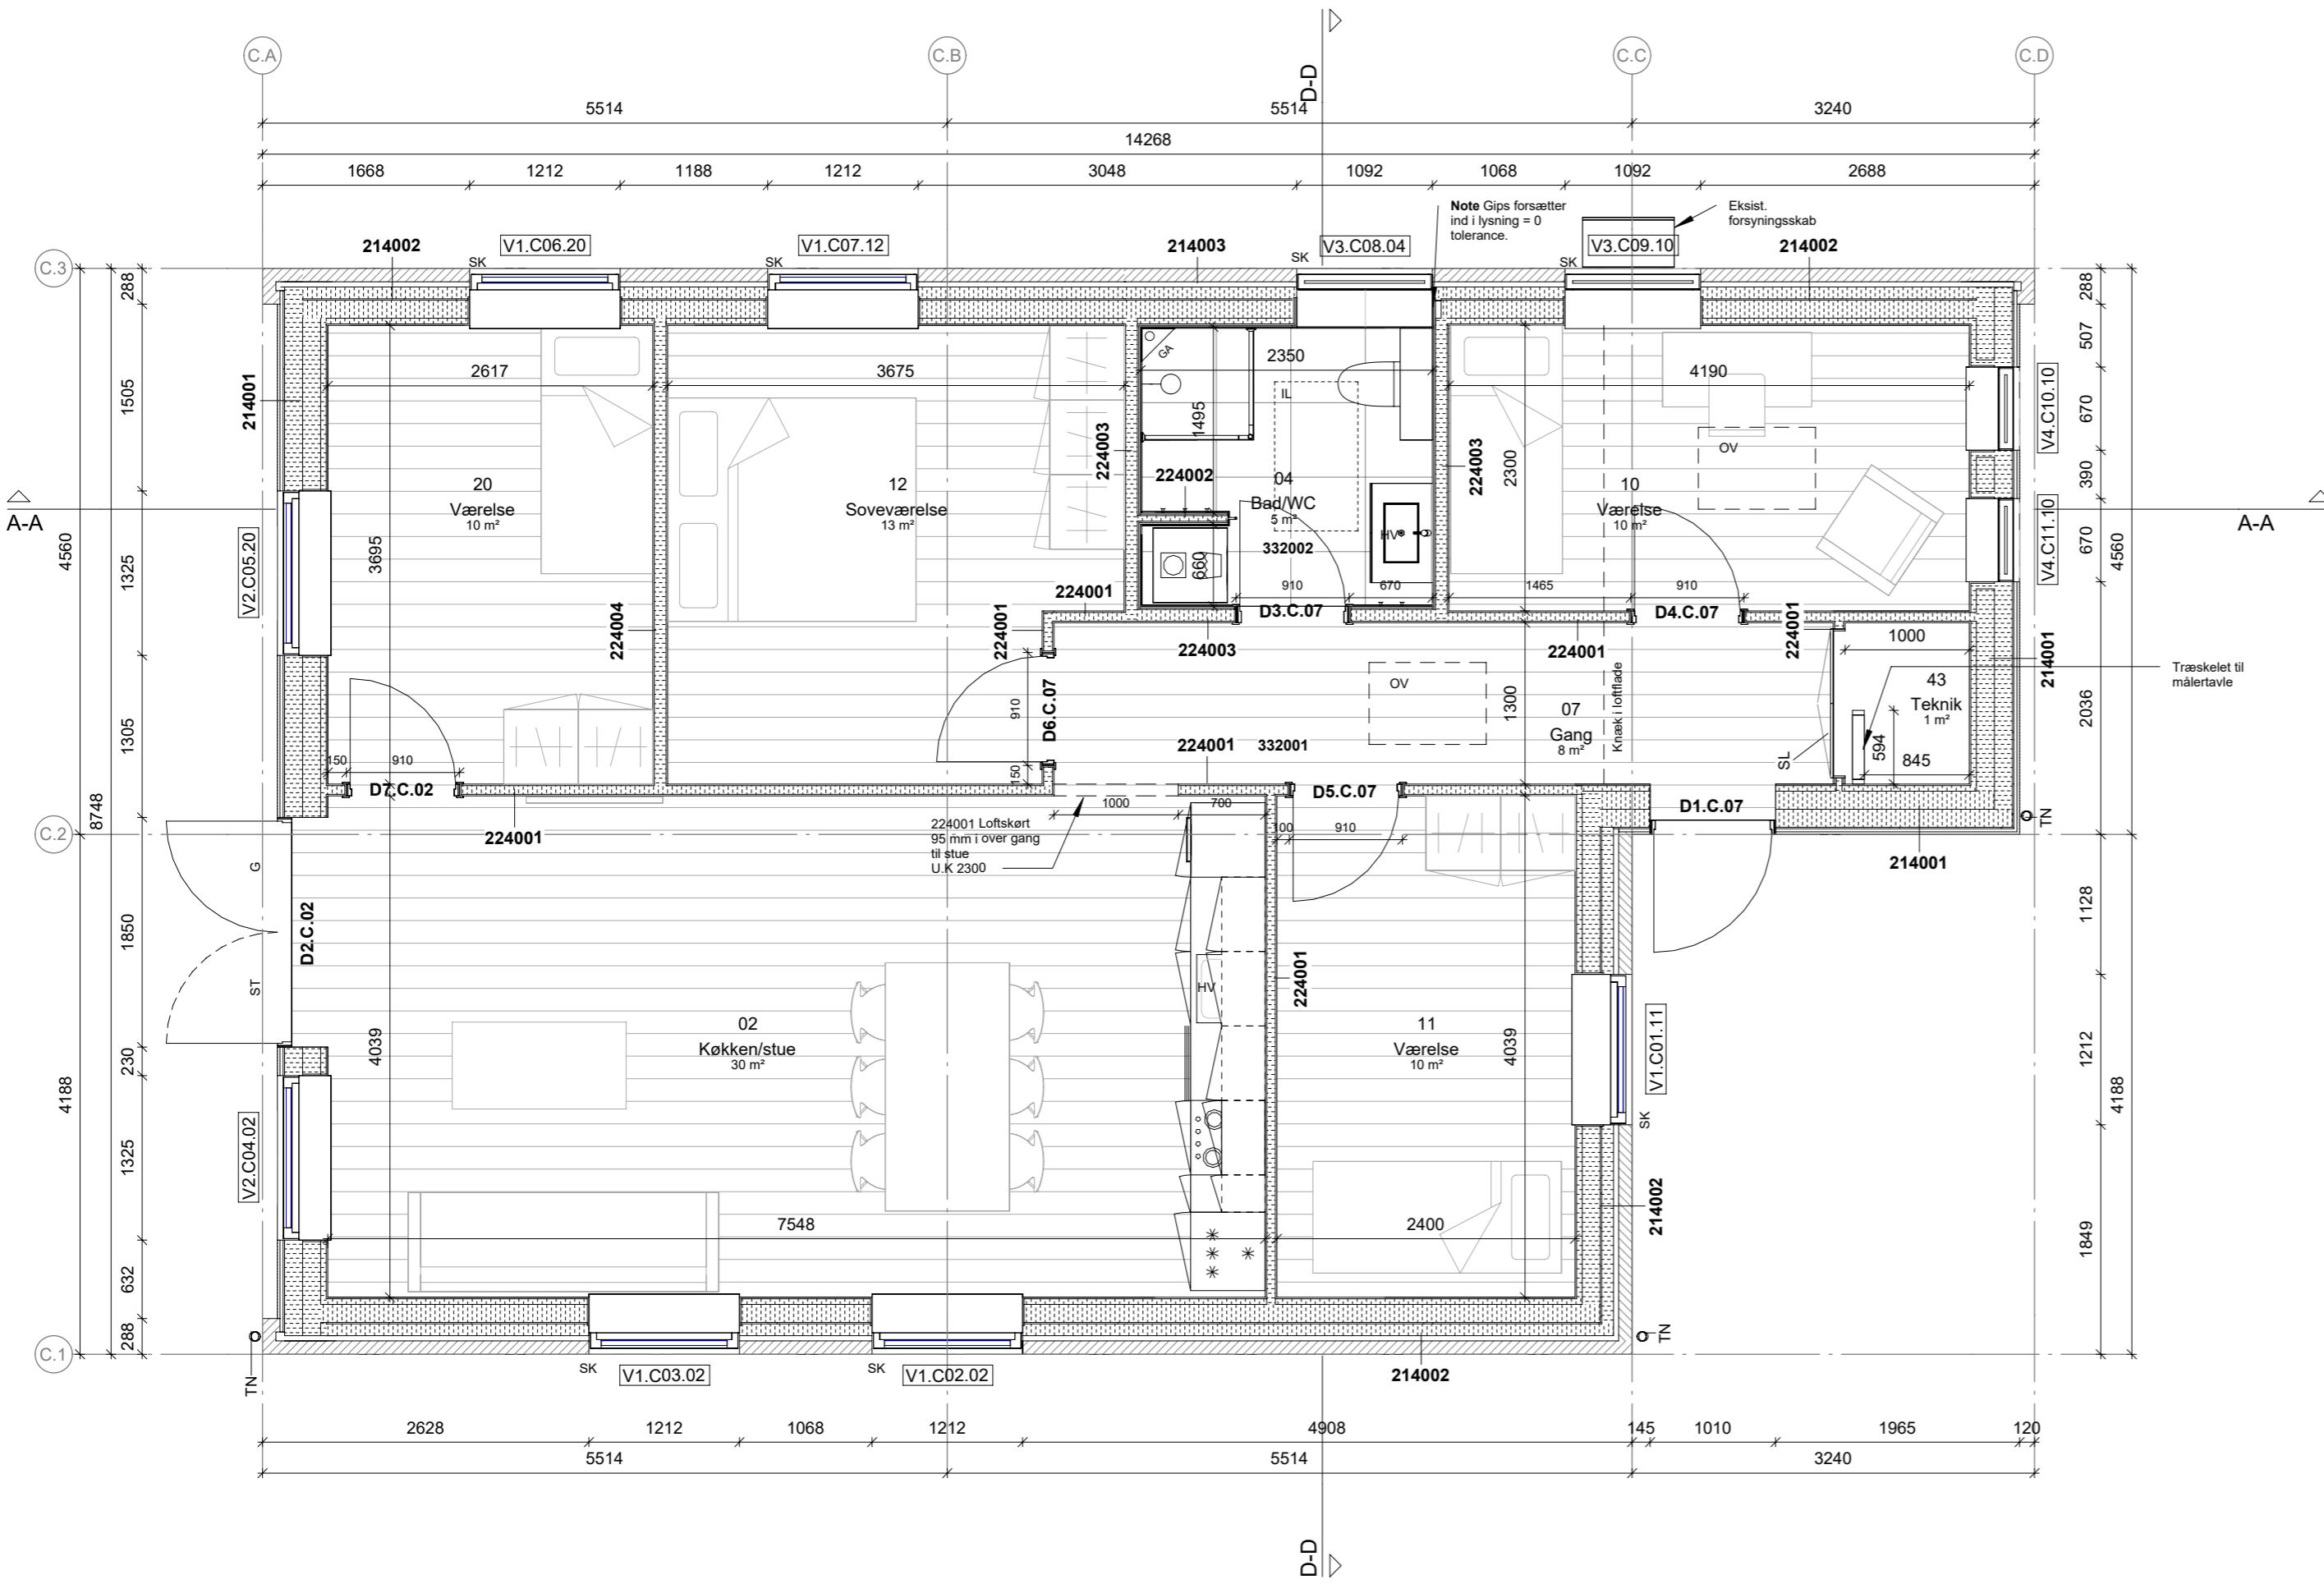 C.A
C.B
C.C
C.D
D-D
5514
5514
3240
14268
1668
1212
1188
1212
3048
1092
1068
1092
2688
Note Gips forsætter
ind i lysning = 0
tolerance.
Eksist.
forsyningsskab
C.3
214002
V1.C06.20
V1.C07.12
214003
V3.C08.04
V3.C09.10
214002
SK
SK
SK
SK
288
1505
1325
1305
1850
230
1325
632
288
4560
8748
4188
214001
V2.C05.20
A-A
2617
3675
2350
4190
GA
IL
1495
224003
224002
224003
2300
OV
20
Værelse
10 m²
12
Soveværelse
13 m²
04
Bad/WC
5 m²
332002
HV
10
Værelse
10 m²
3695
660
910
670
1465
910
224004
224001
224001
D3.C.07
D4.C.07
224003
224001
224001
1000
43
Teknik
1 m²
Træskelet til
målertavle
594
845
SL
910
D6.C.07
150
OV
1300
07
Gang
8 m²
Knæk i loftflade
224001
332001
150
910
D7.C.02
224001
D5.C.07
D1.C.07
1000
700
224001 Loftskørt
95 mm i over gang
til stue
U.K 2300
100
910
214001
214001
TN
288
507
670
390
670
2036
1128
1212
1849
4560
4188
V4.C10.10
V4.C11.10
A-A
C.2
G
ST
D2.C.02
HV
224001
02
Køkken/stue
30 m²
4039
11
Værelse
10 m²
4039
V1.C01.11
SK
V2.C04.02
7548
2400
214002
C.1
TN
TN
SK
V1.C03.02
SK
V1.C02.02
214002
2628
1212
1068
1212
4908
145
1010
1965
120
5514
5514
3240
D-D